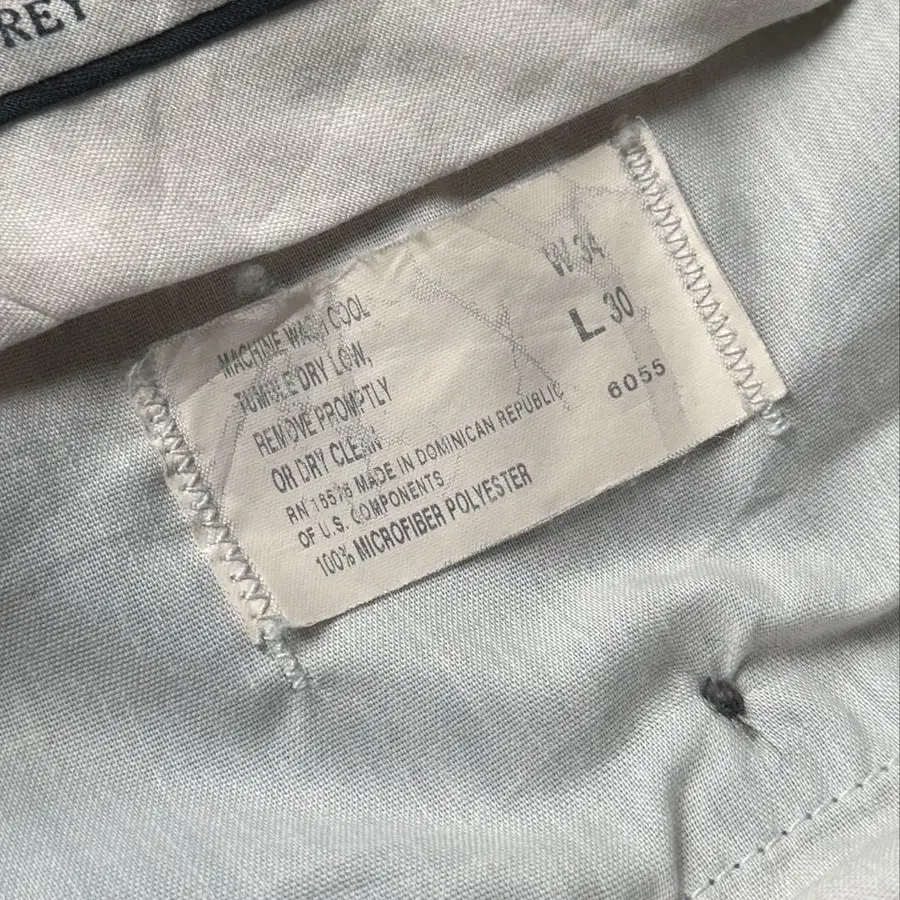 REY
MACHINE WASH COOL
TUMBLE DRY LOW,
REMOVE PROMPTLY
OR DRY CLEAN
RN 18576 MADE IN DOMINICAN REPUBLIC
OF U.S. COMPONENTS
100% MICROFIBER POLYESTER
W 34
L 30
6055